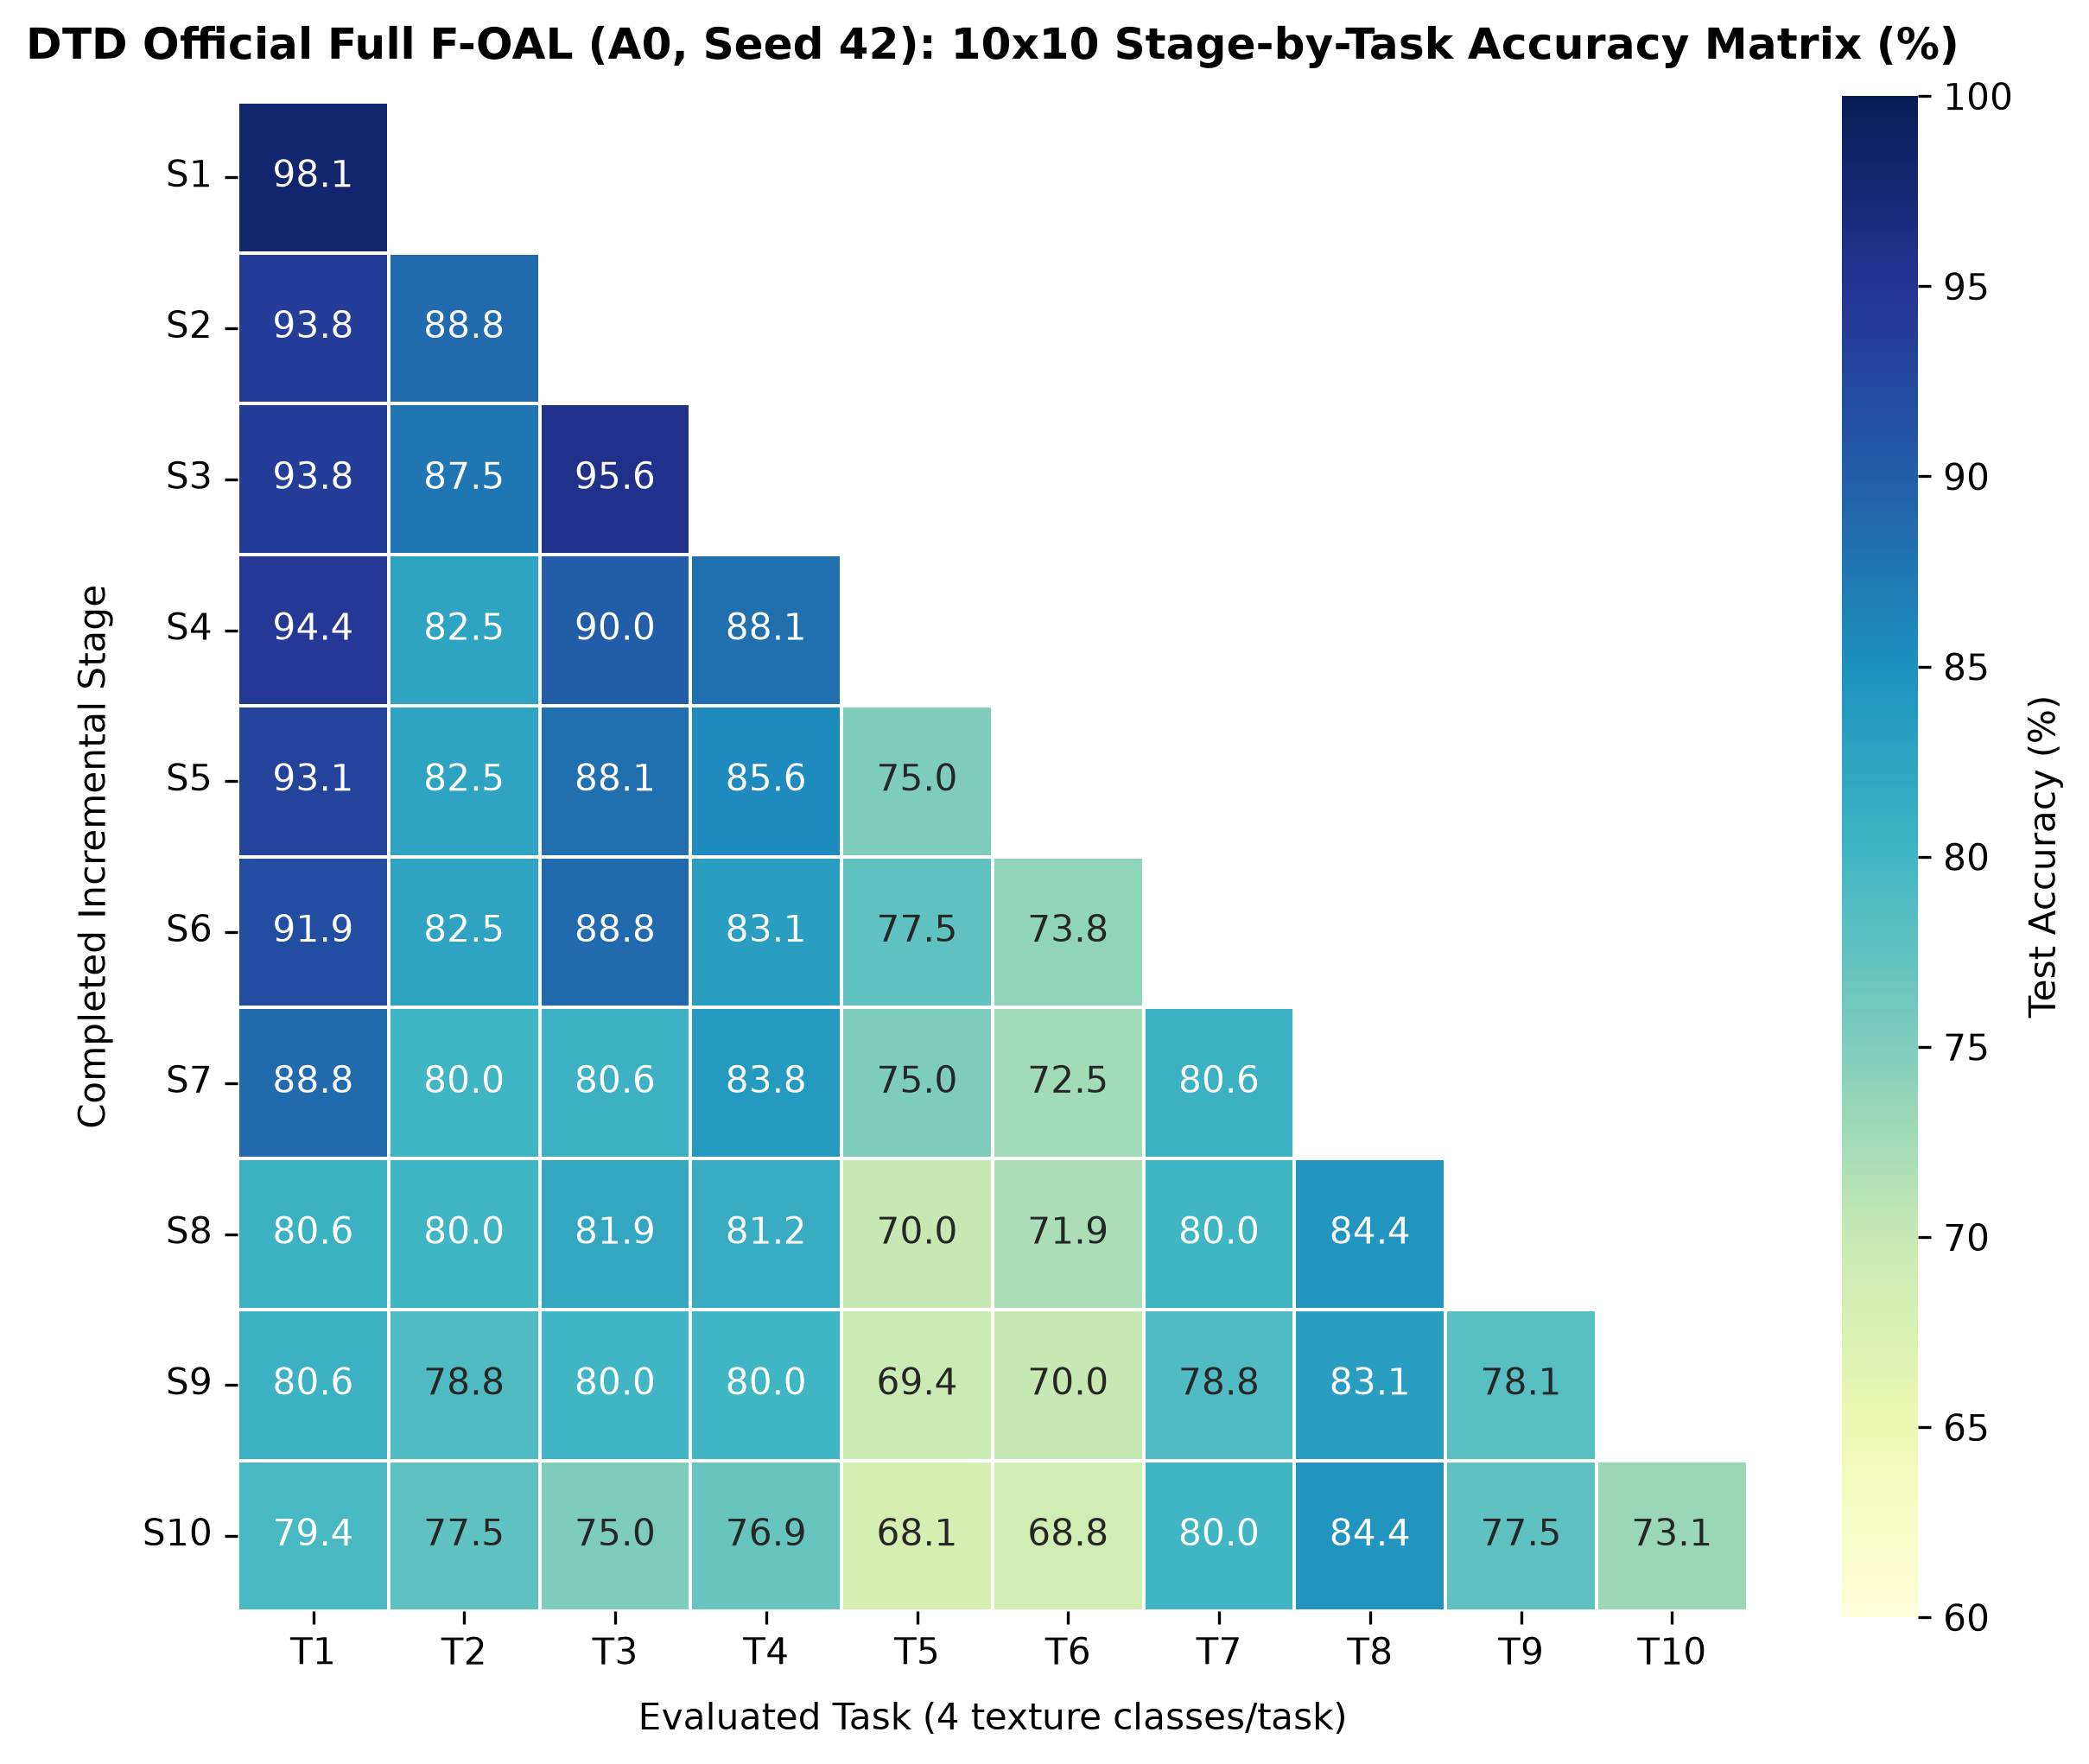 DTD Official Full F-OAL (A0, Seed 42): 10x10 Stage-by-Task Accuracy Matrix (%)
Completed Incremental Stage
S1 98.1
S2 93.8 88.8
S3 93.8 87.5 95.6
S4 94.4 82.5 90.0 88.1
S5 93.1 82.5 88.1 85.6 75.0
S6 91.9 82.5 88.8 83.1 77.5 73.8
S7 88.8 80.0 80.6 83.8 75.0 72.5 80.6
S8 80.6 80.0 81.9 81.2 70.0 71.9 80.0 84.4
S9 80.6 78.8 80.0 80.0 69.4 70.0 78.8 83.1 78.1
S10 79.4 77.5 75.0 76.9 68.1 68.8 80.0 84.4 77.5 73.1
T1 T2 T3 T4 T5 T6 T7 T8 T9 T10
Evaluated Task (4 texture classes/task)
100
95
90
85
80
75
70
65
60
Test Accuracy (%)